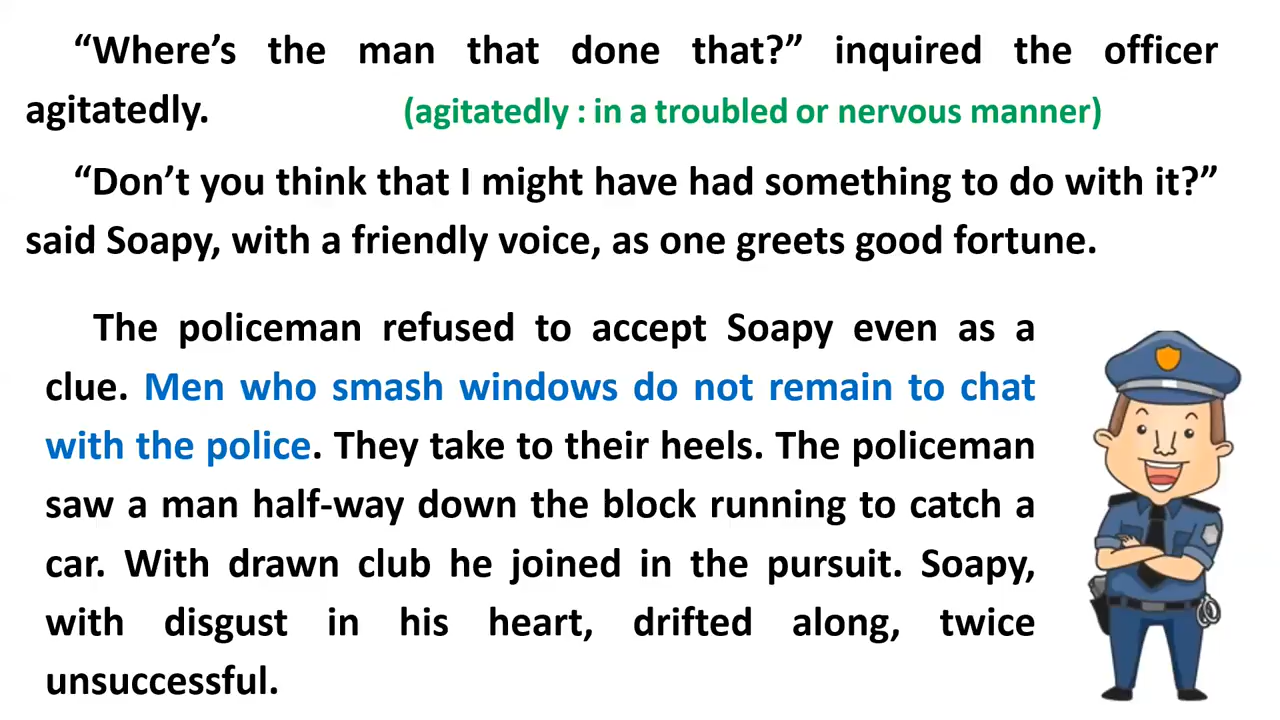 “Where’s the man that done that?” inquired the officer
agitatedly. (agitatedly : in a troubled or nervous manner)
“Don’t you think that I might have had something to do with it?”
said Soapy, with a friendly voice, as one greets good fortune.
The policeman refused to accept Soapy even as a
clue. Men who smash windows do not remain to chat
with the police. They take to their heels. The policeman
saw a man half-way down the block running to catch a
car. With drawn club he joined in the pursuit. Soapy,
with disgust in his heart, drifted along, twice
unsuccessful.